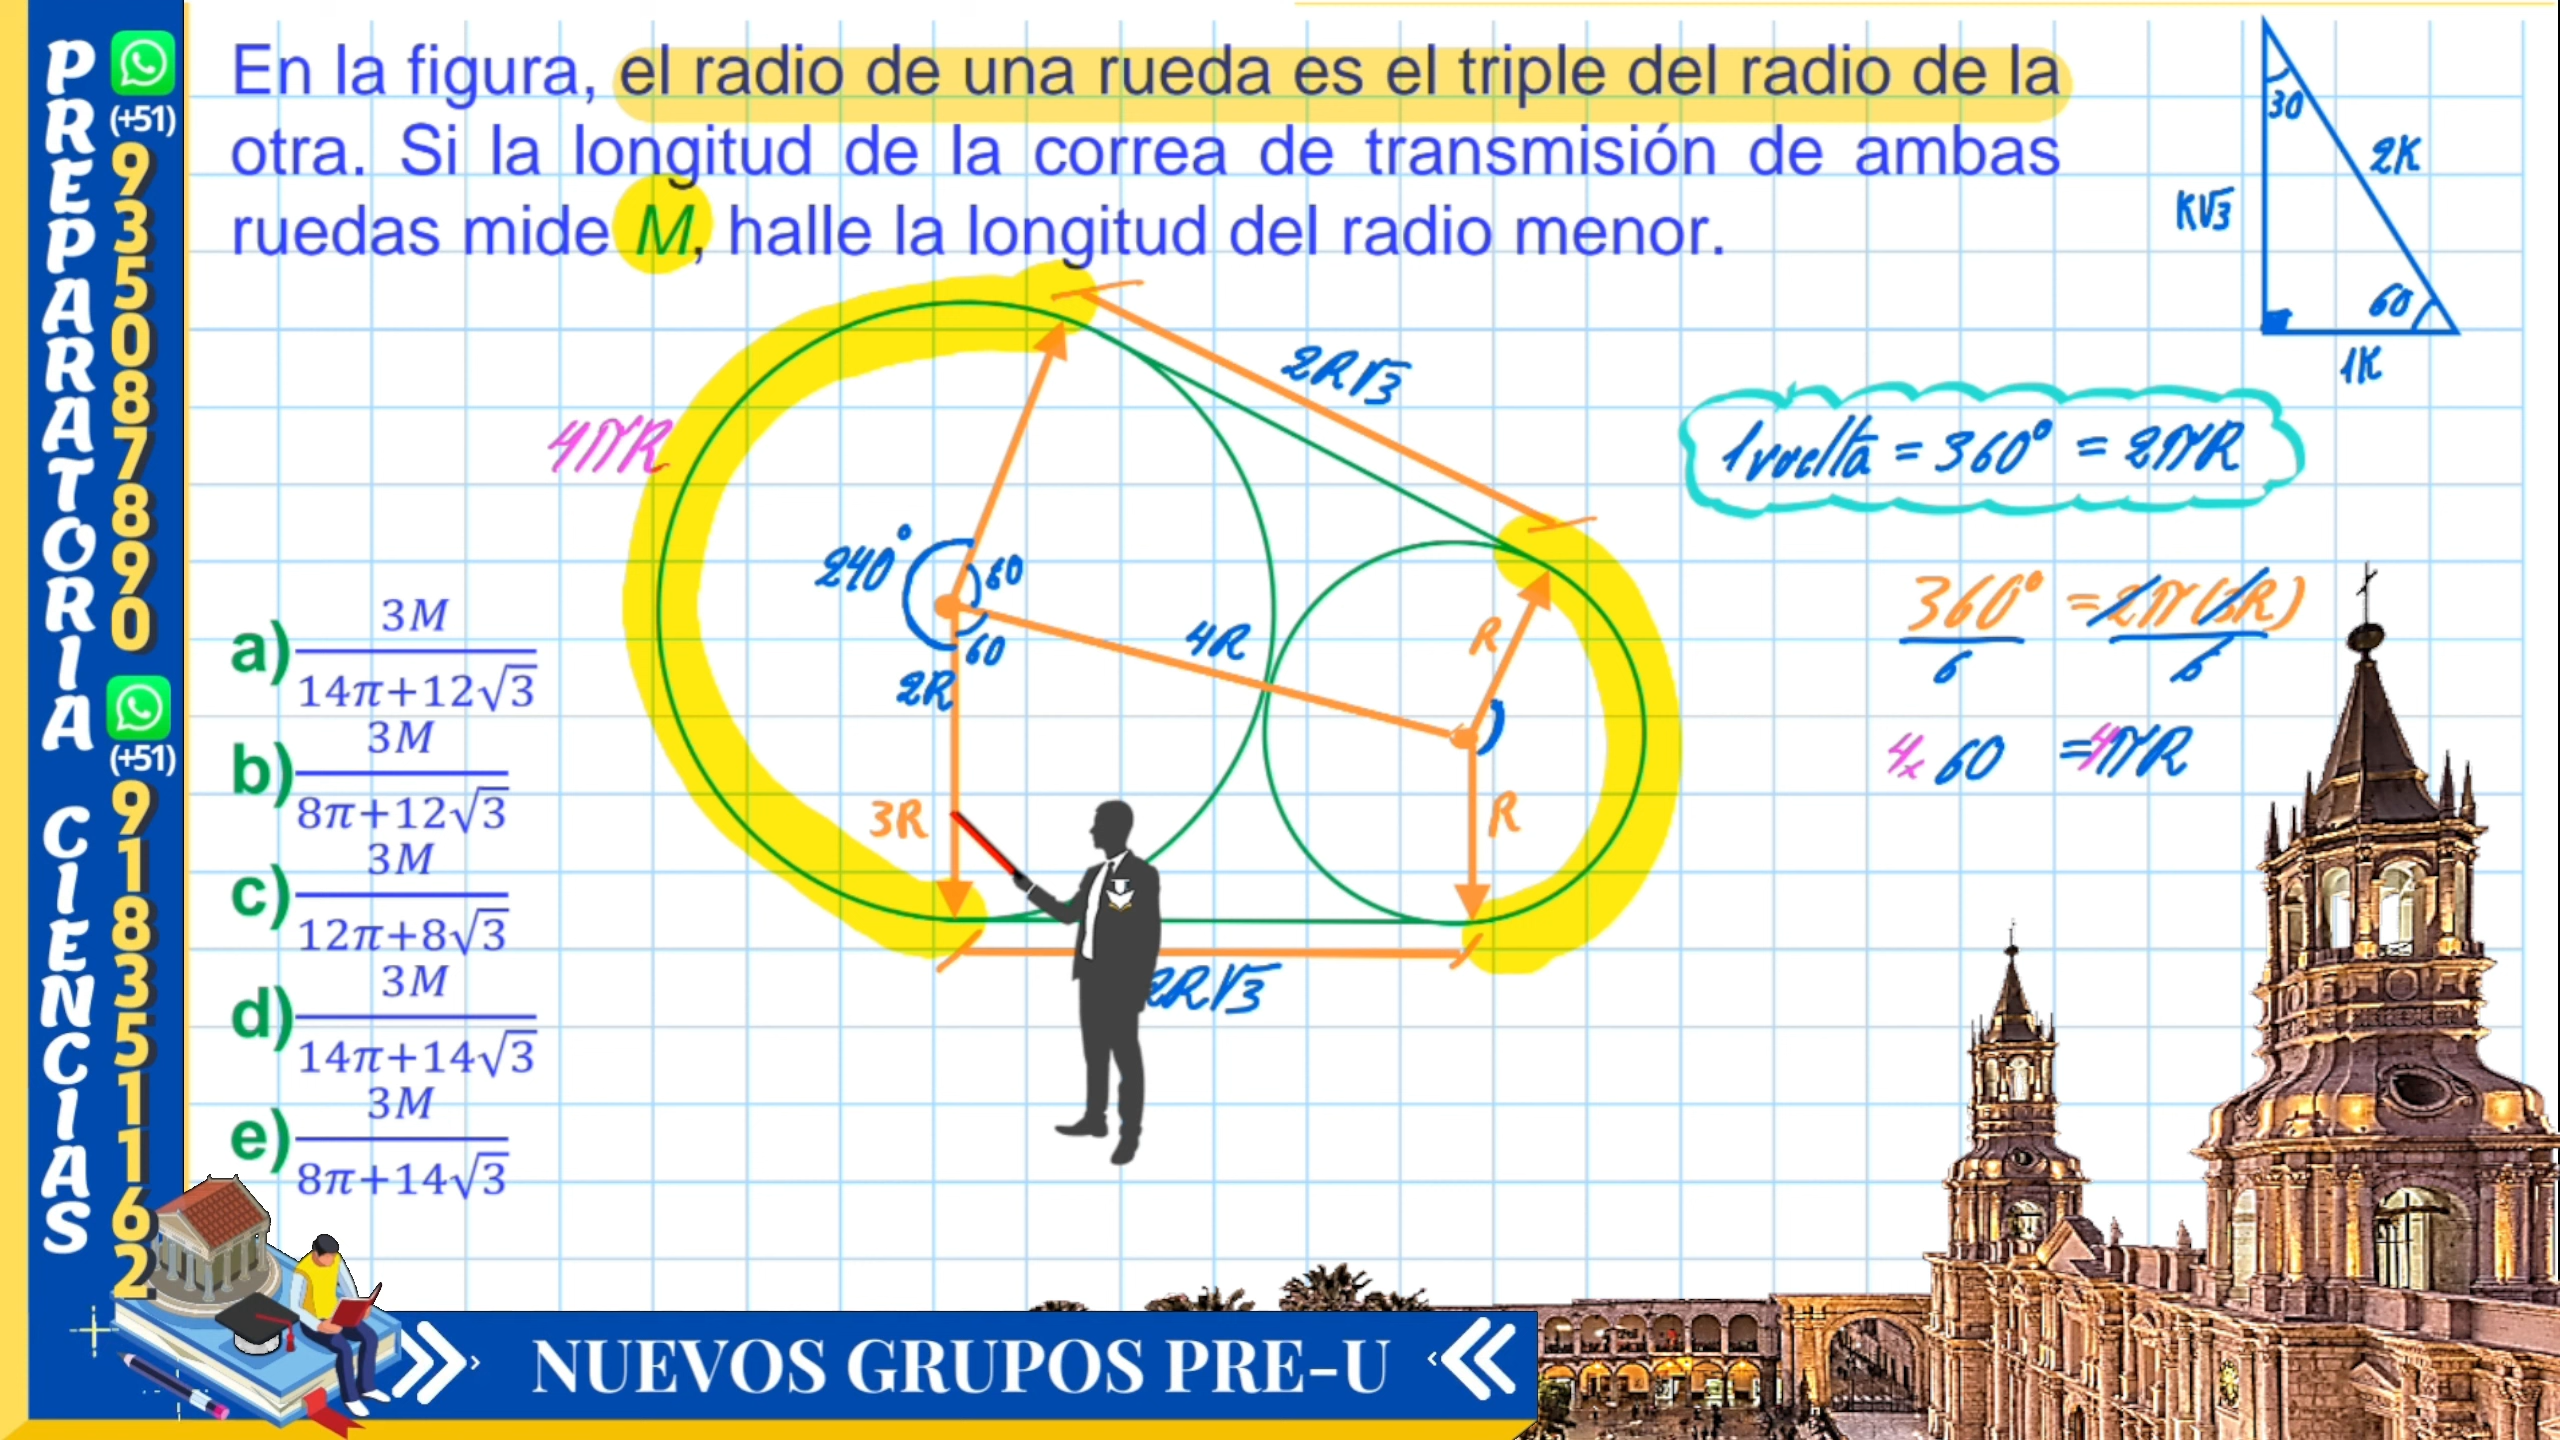 PREPARATORIA CIENCIAS
(+51)
935087890
(+51)
918351162
En la figura, el radio de una rueda es el triple del radio de la
otra. Si la longitud de la correa de transmisión de ambas
ruedas mide M, halle la longitud del radio menor.
30
2K
K√3
60
1K
1 vuelta = 360° = 2πR
360° = 2π(3R)
6 6
4x 60 = 4πR
2R√3
4πR
240°
60
60
4R
2R
3R
R
R
2R√3
a) 3M
14π+12√3
b) 3M
8π+12√3
c) 3M
12π+8√3
d) 3M
14π+14√3
e) 3M
8π+14√3
NUEVOS GRUPOS PRE-U